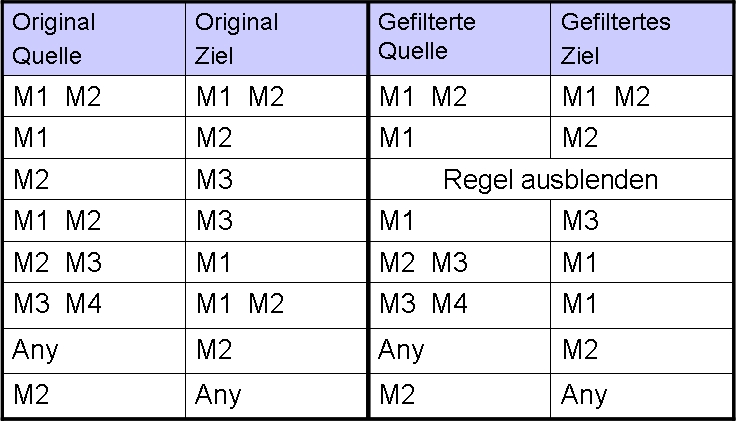 Original Quelle	Original Ziel	Gefilterte Quelle	Gefiltertes Ziel
M1 M2	M1 M2	M1 M2	M1 M2
M1	M2	M1	M2
M2	M3	Regel ausblenden
M1 M2	M3	M1	M3
M2 M3	M1	M2 M3	M1
M3 M4	M1 M2	M3 M4	M1
Any	M2	Any	M2
M2	Any	M2	Any